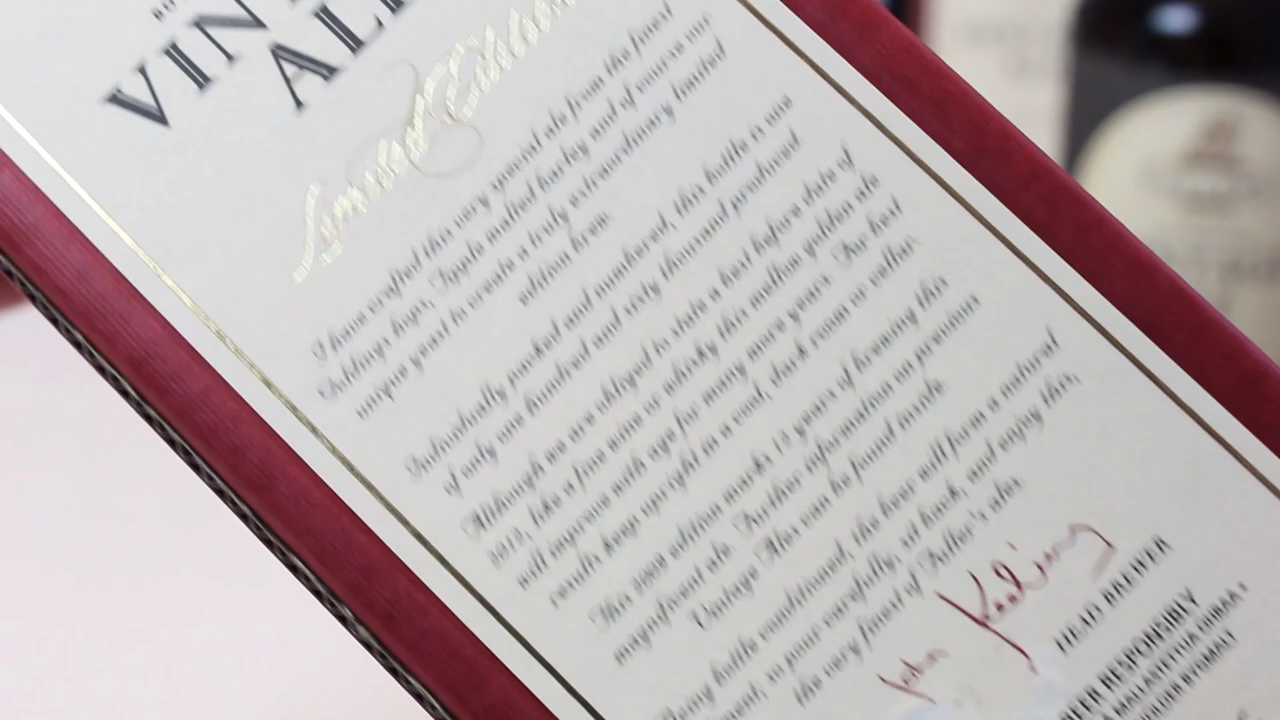 VIN
AL
Limited Edition
I have crafted this very special ale from the finest
Goldings hops, Tipple malted barley and of course our
unique yeast to create a truly extraordinary limited
edition brew.
Individually packed and numbered, this bottle is one
of only one hundred and sixty thousand produced
Although we are obliged to state a best before date of
2012, like a fine wine or whisky this mellow golden ale
will improve with age for many more years. For best
results keep upright in a cool, dark room or cellar.
This 2009 edition marks 13 years of brewing this
magnificent ale. Further information on previous
Vintage Ales can be found inside.
Being bottle conditioned, the beer will form a natural
so pour carefully, sit back, and enjoy this,
the very finest of Fuller's ales.
John Keeling
HEAD BREWER
BEER RESPONSIBLY